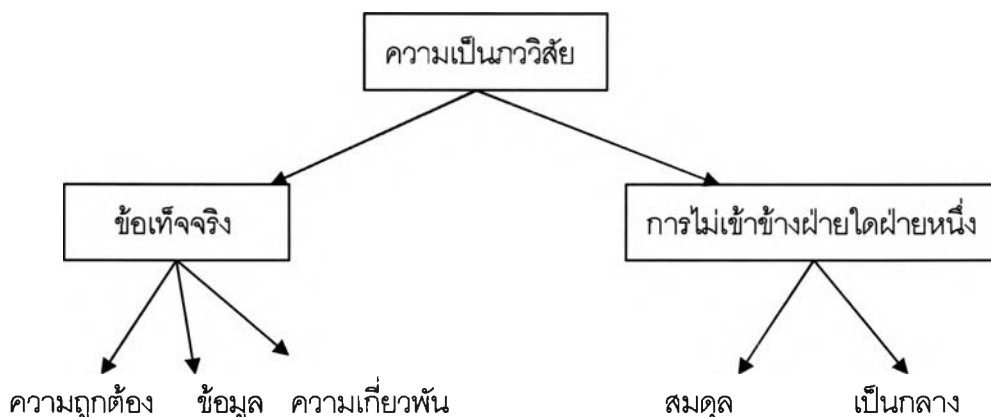 ความเป็นภววิสัย
ข้อเท็จจริง การไม่เข้าข้างฝ่ายใดฝ่ายหนึ่ง
ความถูกต้อง ข้อมูล ความเกี่ยวพัน สมดุล เป็นกลาง